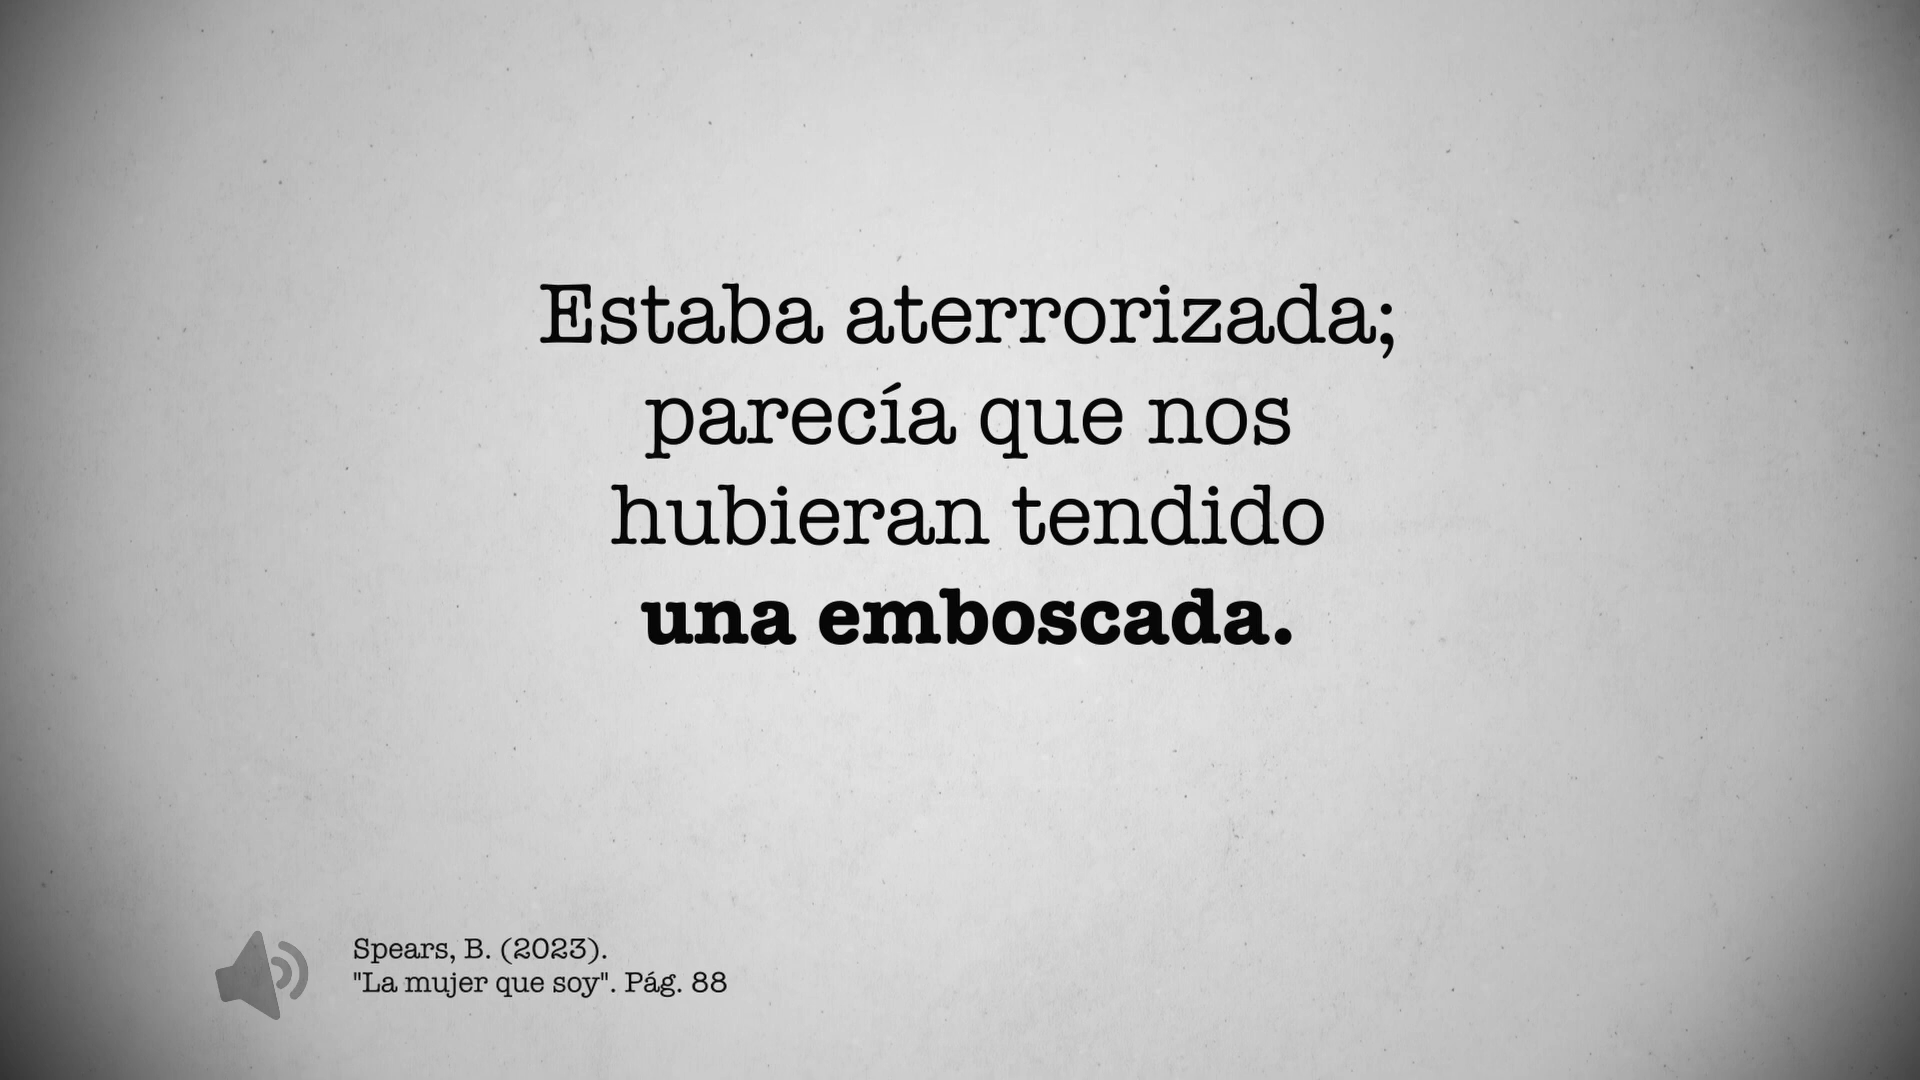 Estaba aterrorizada;
parecía que nos
hubieran tendido
una emboscada.
Spears, B. (2023).
"La mujer que soy". Pág. 88